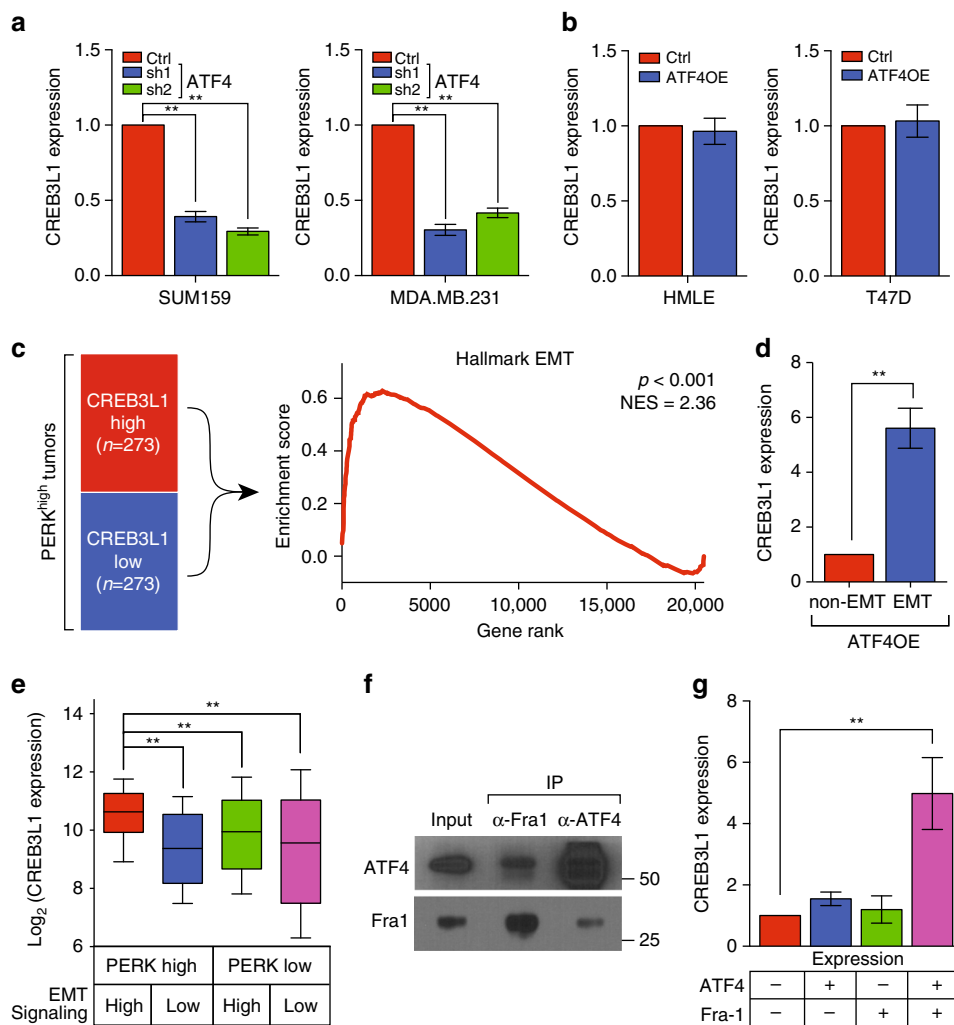 a
1.5
1.0
0.5
0.0
CREB3L1 expression
Ctrl
sh1
sh2
ATF4
**
**
SUM159
1.5
1.0
0.5
0.0
CREB3L1 expression
Ctrl
sh1
sh2
ATF4
**
**
MDA.MB.231
b
1.5
1.0
0.5
0.0
CREB3L1 expression
Ctrl
ATF4OE
HMLE
1.5
1.0
0.5
0.0
CREB3L1 expression
Ctrl
ATF4OE
T47D
c
PERKhigh tumors
CREB3L1
high
(n=273)
CREB3L1
low
(n=273)
Hallmark EMT
p < 0.001
NES = 2.36
Enrichment score
0.6
0.4
0.2
0.0
0 5000 10,000 15,000 20,000
Gene rank
d
CREB3L1 expression
8
6
4
2
0
**
non-EMT EMT
ATF4OE
e
Log2 (CREB3L1 expression)
14
12
10
8
6
**
**
**
PERK high PERK low
EMT
Signaling
High Low High Low
f
IP
Input α-Fra1 α-ATF4
ATF4
50
Fra1
25
g
CREB3L1 expression
8
6
4
2
0
**
Expression
ATF4 – + – +
Fra-1 – – + +